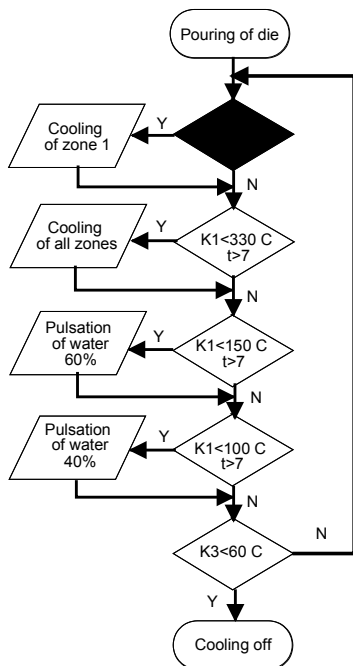 Pouring of die
Y
Cooling
of zone 1
N
Y
K1<330 C
t>7
Cooling
of all zones
N
Y
K1<150 C
t>7
Pulsation
of water
60%
N
Y
K1<100 C
t>7
Pulsation
of water
40%
N
K3<60 C
N
Y
Cooling off